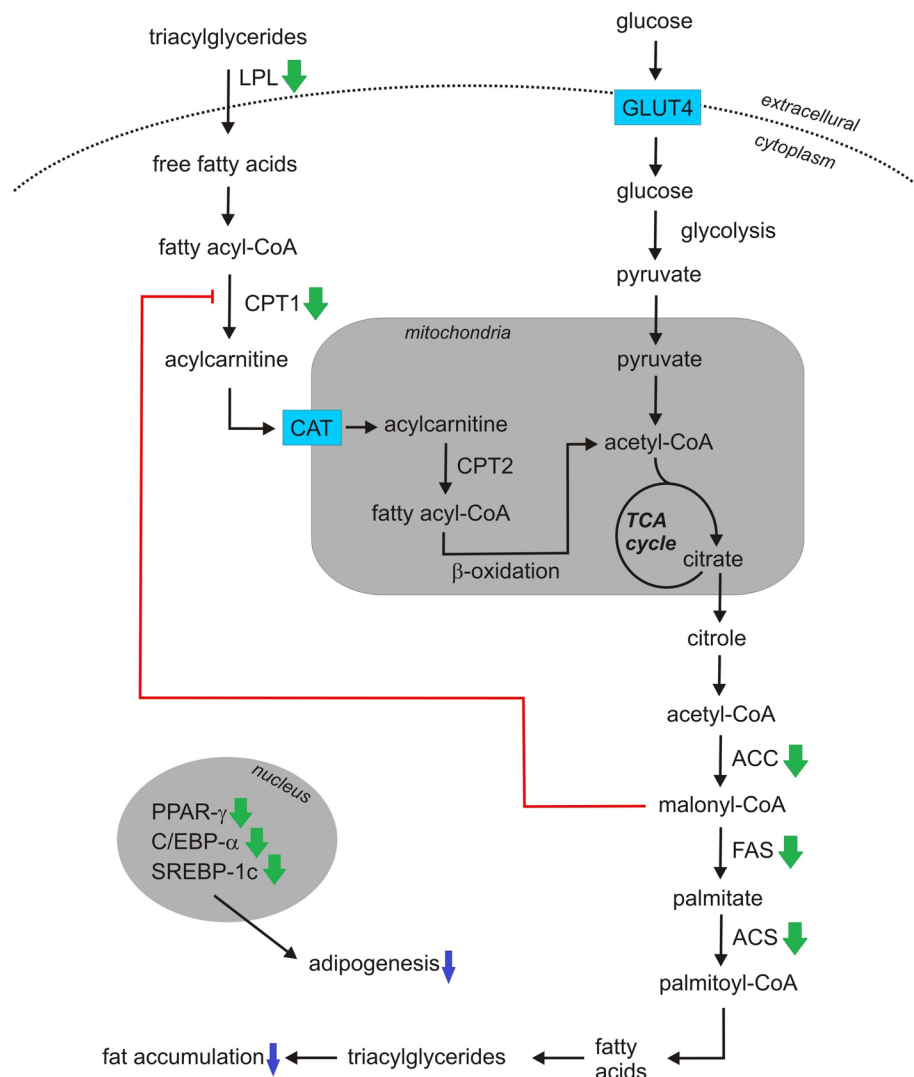 glucose
triacylglycerides
LPL
GLUT4
extracellural
cytoplasm
free fatty acids
glucose
glycolysis
fatty acyl-CoA
pyruvate
CPT1
mitochondria
acylcarnitine
pyruvate
CAT
acylcarnitine
acetyl-CoA
CPT2
fatty acyl-CoA
TCA
cycle
citrate
β-oxidation
citrole
acetyl-CoA
ACC
nucleus
malonyl-CoA
PPAR-γ
C/EBP-α
SREBP-1c
FAS
palmitate
ACS
adipogenesis
palmitoyl-CoA
fat accumulation
triacylglycerides
fatty
acids